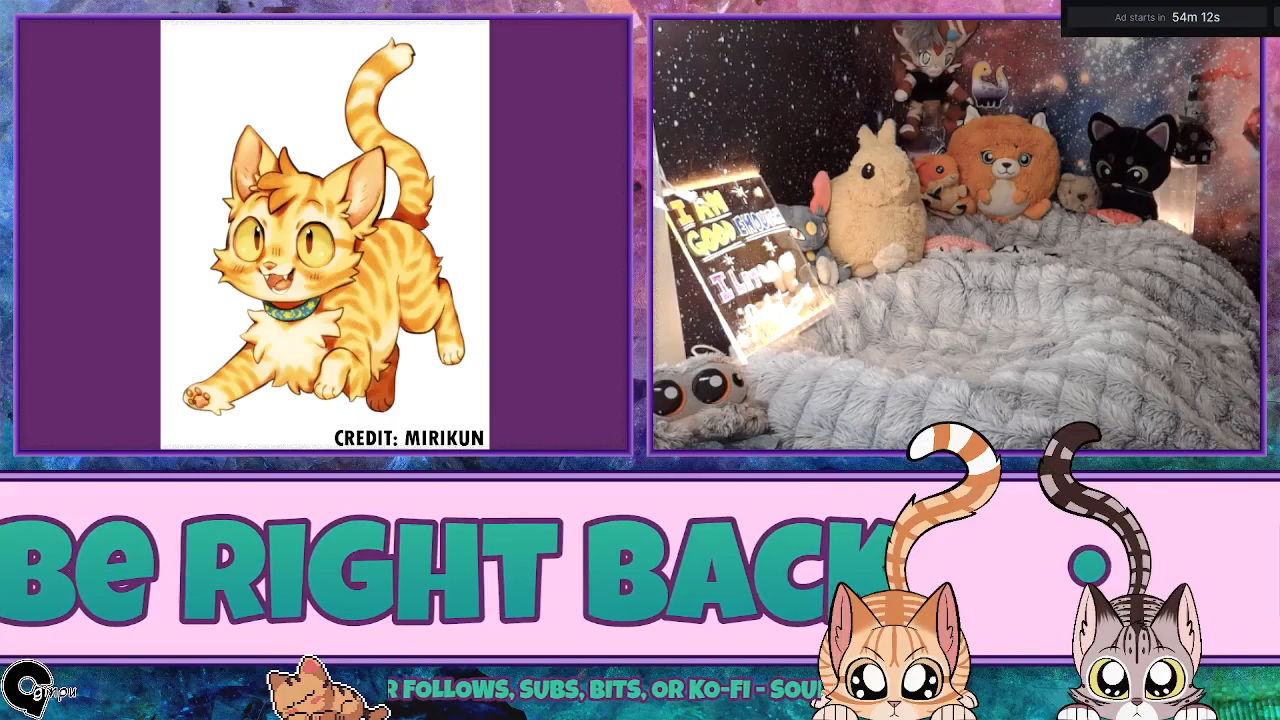 Ad starts in 54m 12s
I AM
GOOD ENOUGH
CREDIT: MIRIKUN
Be RIGHT BACK
R FOLLOWS, SUBS, BITS, OR KO-FI - SOU